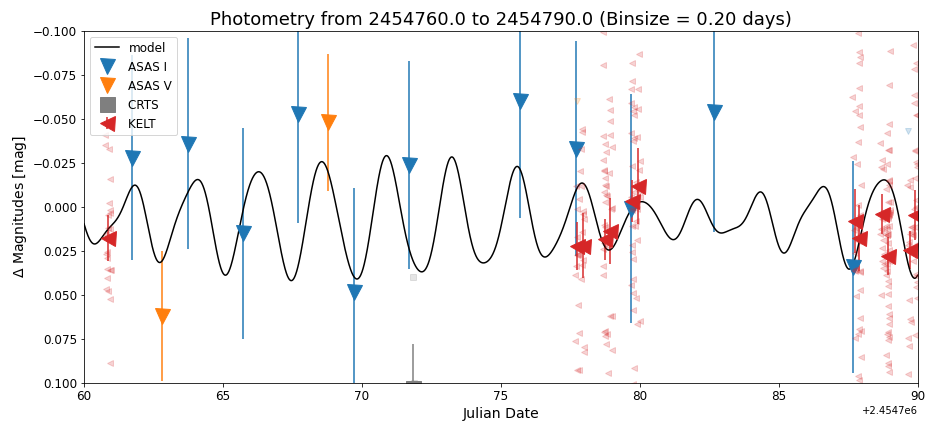 Photometry from 2454760.0 to 2454790.0 (Binsize = 0.20 days)
Δ Magnitudes [mag]
−0.100
−0.075
−0.050
−0.025
0.000
0.025
0.050
0.075
0.100
model
ASAS I
ASAS V
CRTS
KELT
60 65 70 75 80 85 90
+2.4547e6
Julian Date